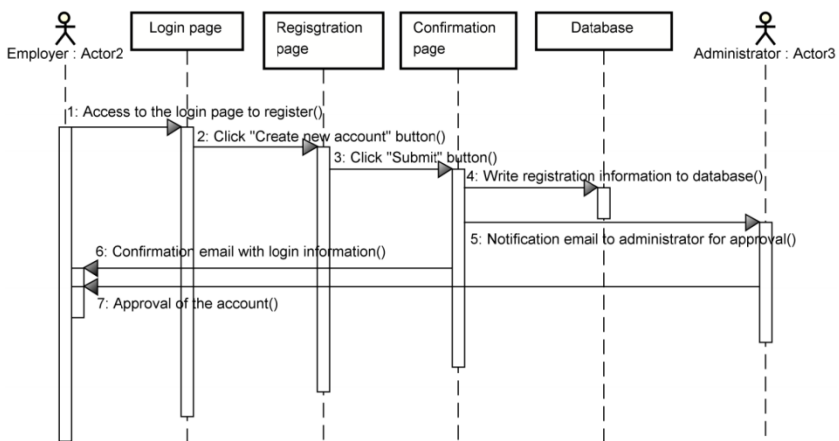 Employer : Actor2
Login page
Regisgtration
page
Confirmation
page
Database
Administrator : Actor3
1: Access to the login page to register()
2: Click "Create new account" button()
3: Click "Submit" button()
4: Write registration information to database()
5: Notification email to administrator for approval()
6: Confirmation email with login information()
7: Approval of the account()